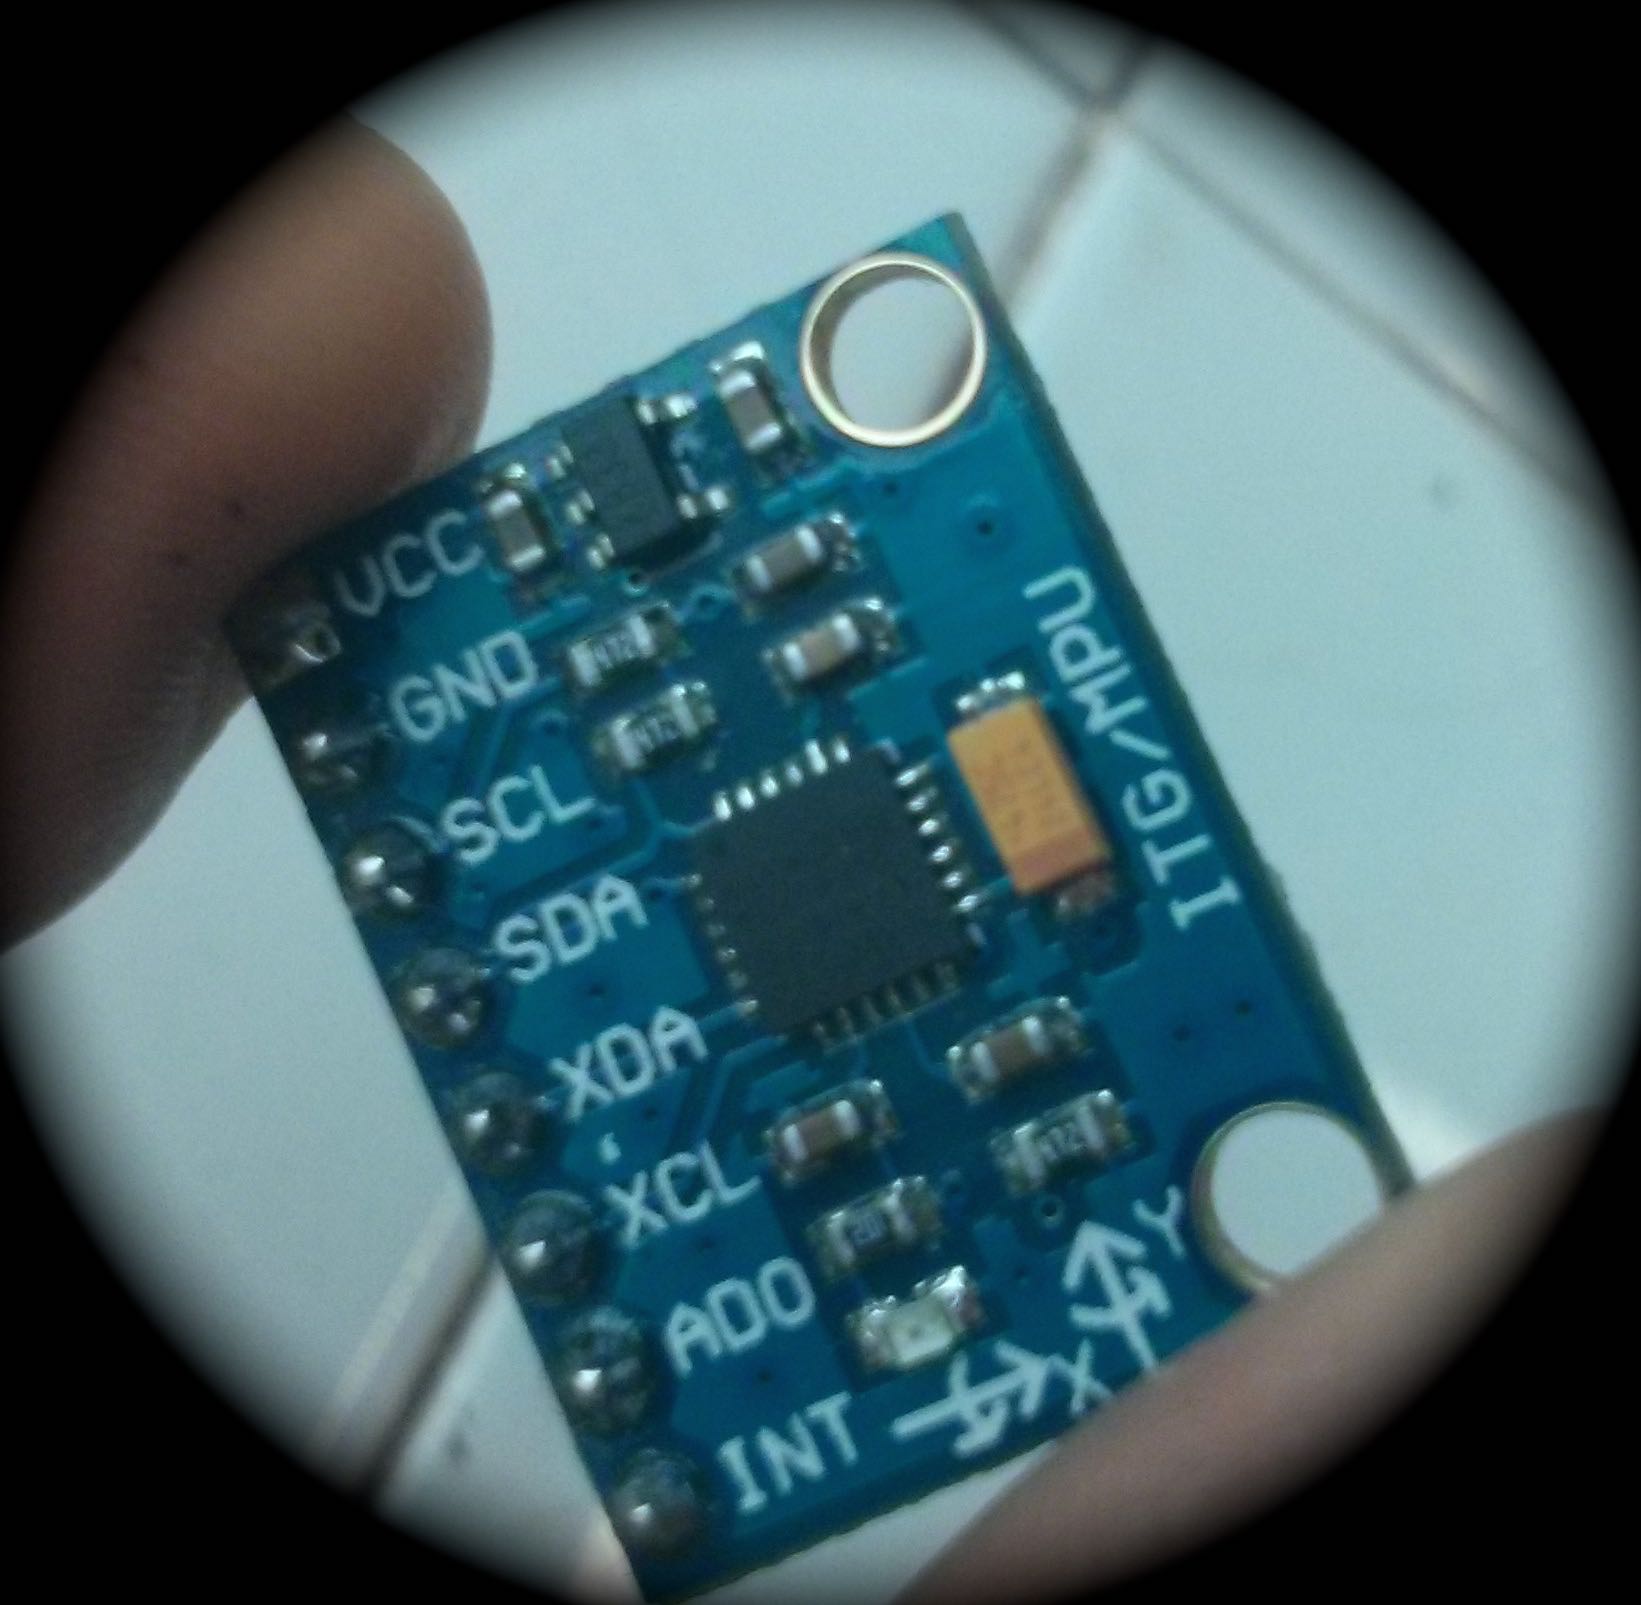 VCC
GND
SCL
SDA
XDA
XCL
ADO
INT
ITG/MPU
Y
X